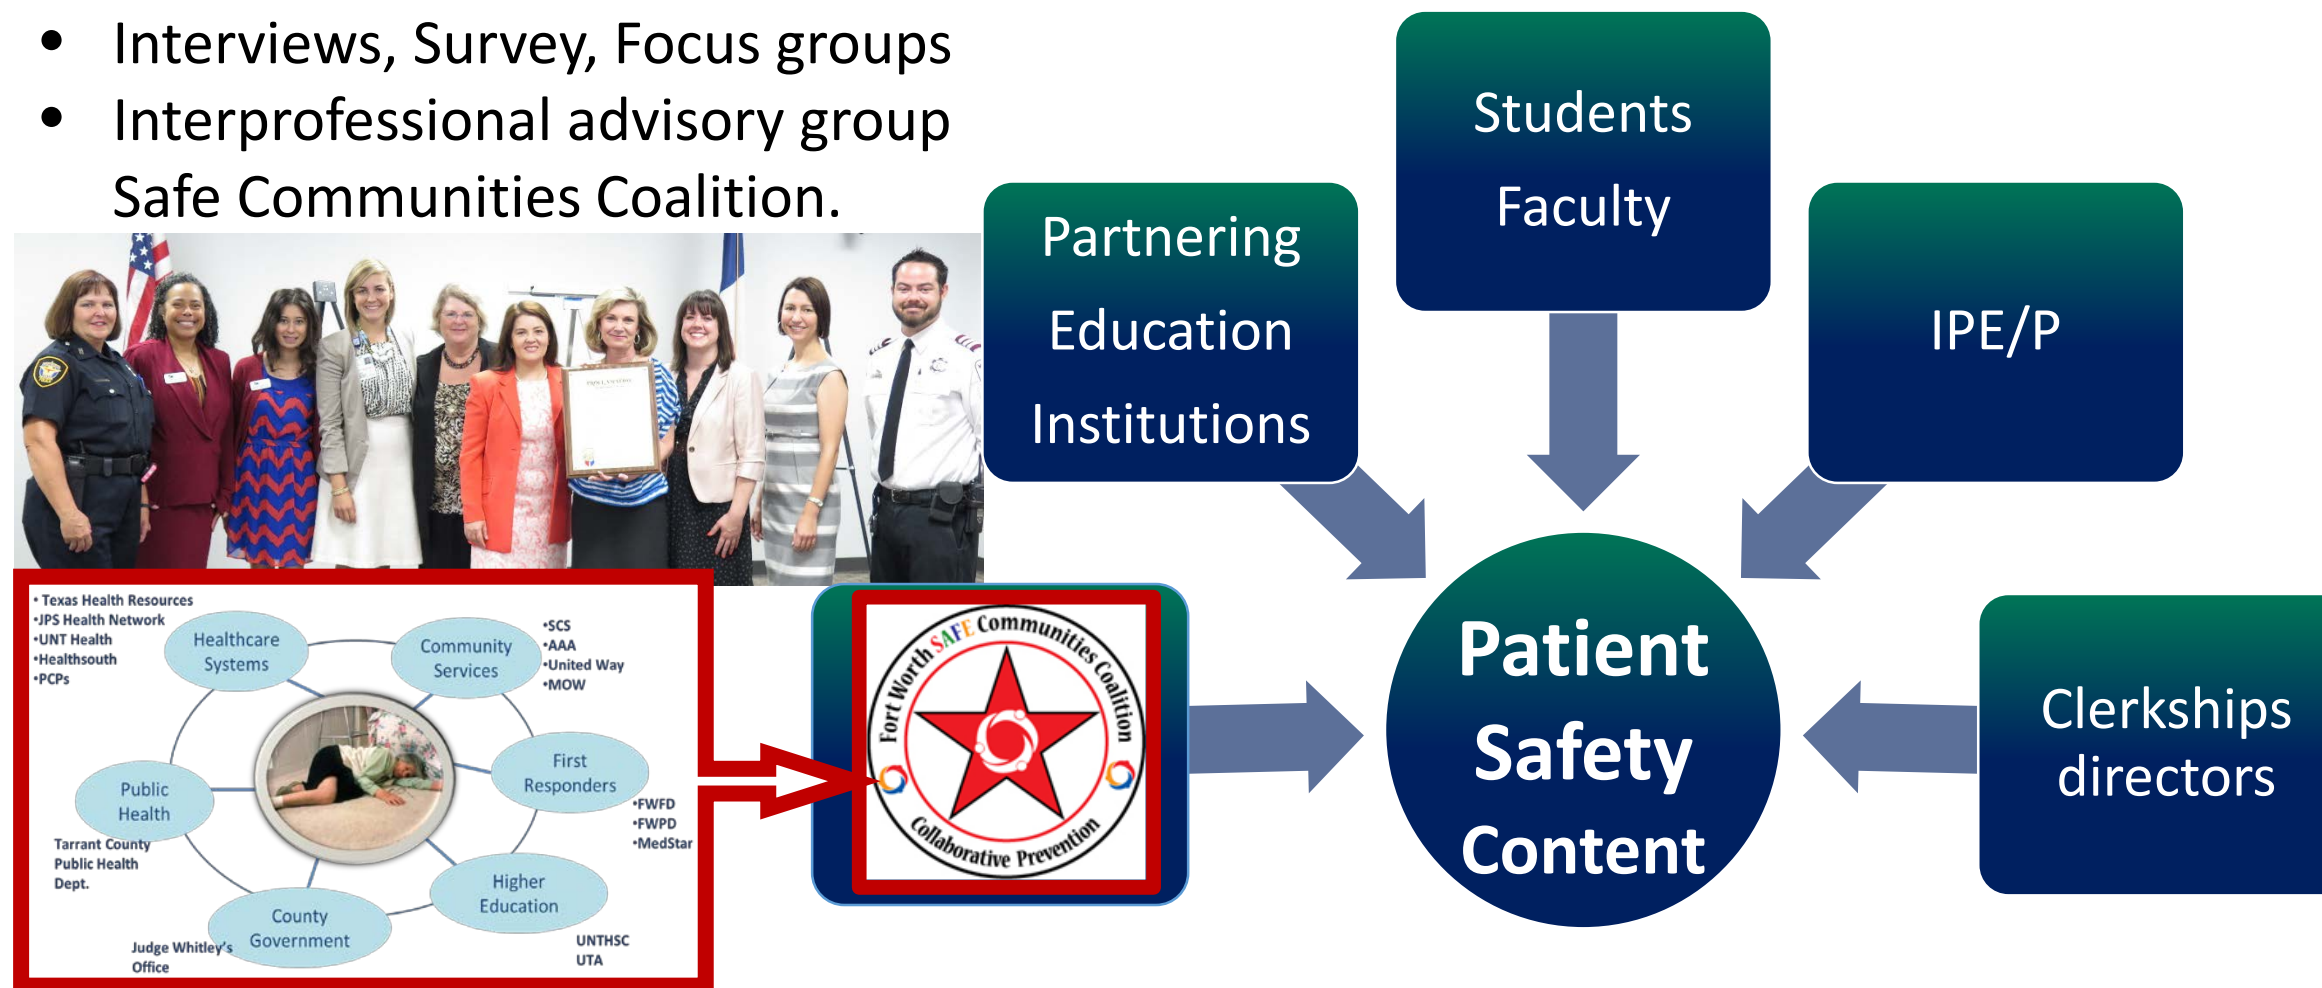 • Interviews, Survey, Focus groups
• Interprofessional advisory group
Safe Communities Coalition.
Students
Faculty
Partnering
Education
Institutions
IPE/P
Clerkships
directors
Patient
Safety
Content
Fort Worth SAFE Communities Coalition
Collaborative Prevention
• Texas Health Resources
•JPS Health Network
•UNT Health
•Healthsouth
•PCPs
Healthcare
Systems
Community
Services
•SCS
•AAA
•United Way
•MOW
First
Responders
•FWFD
•FWPD
•MedStar
Public
Health
Tarrant County
Public Health
Dept.
Higher
Education
UNTHSC
UTA
County
Government
Judge Whitley's
Office